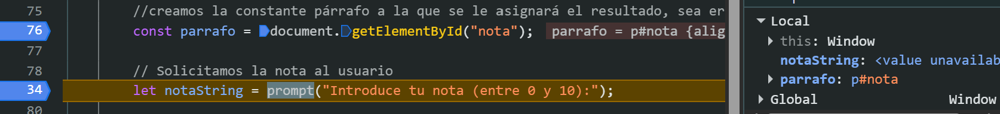 75 //creamos la constante párrafo a la que se le asignará el resultado, sea er
76 const parrafo = document.getElementById("nota"); parrafo = p#nota {alig
77
78 // Solicitamos la nota al usuario
34 let notaString = prompt("Introduce tu nota (entre 0 y 10):");
80
Local
this: Window
notaString: <value unavailab
parrafo: p#nota
Global Window